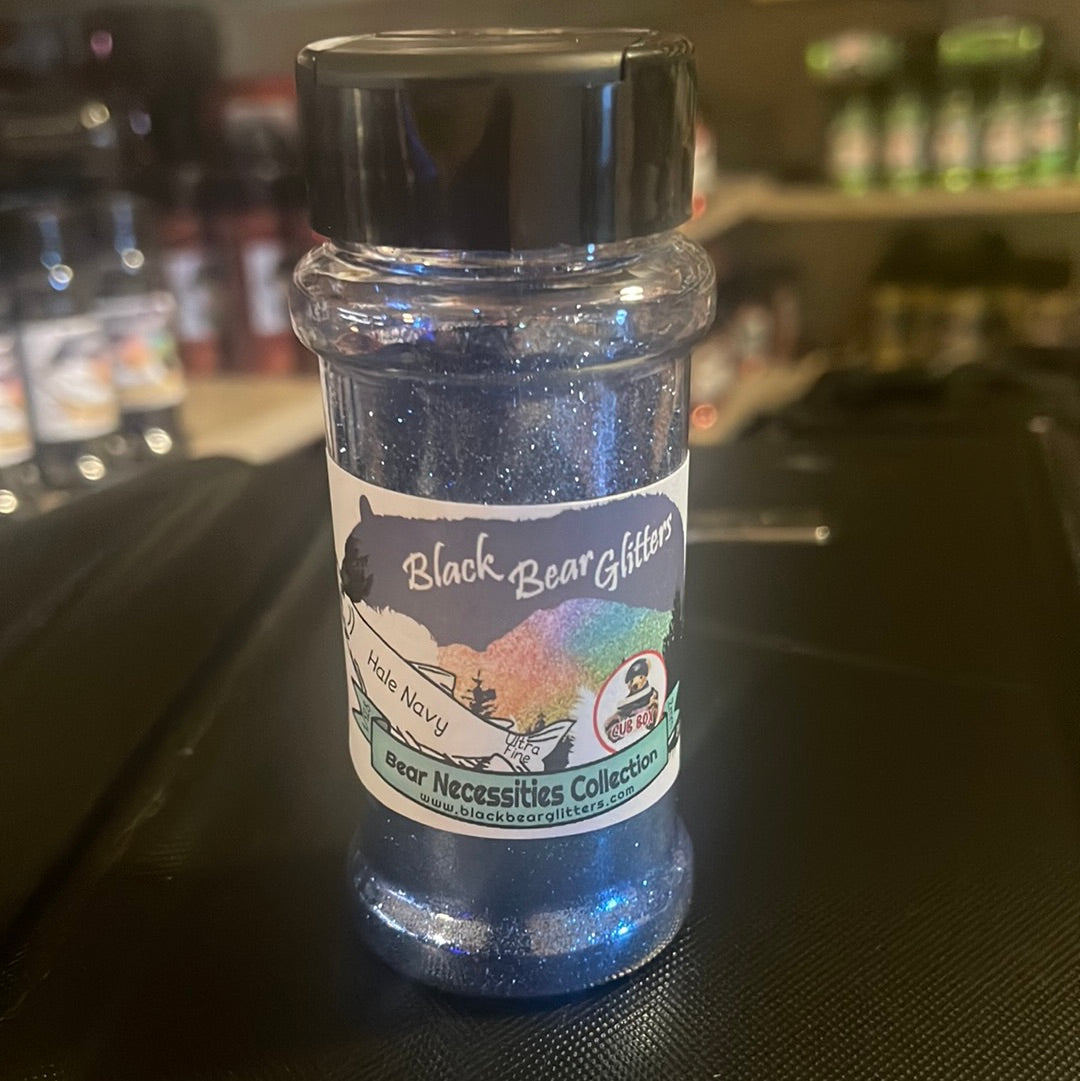 Black Bear Glitters
Hale Navy
Ultra
Fine
CUB BOX
Bear Necessities Collection
www.blackbearglitters.com